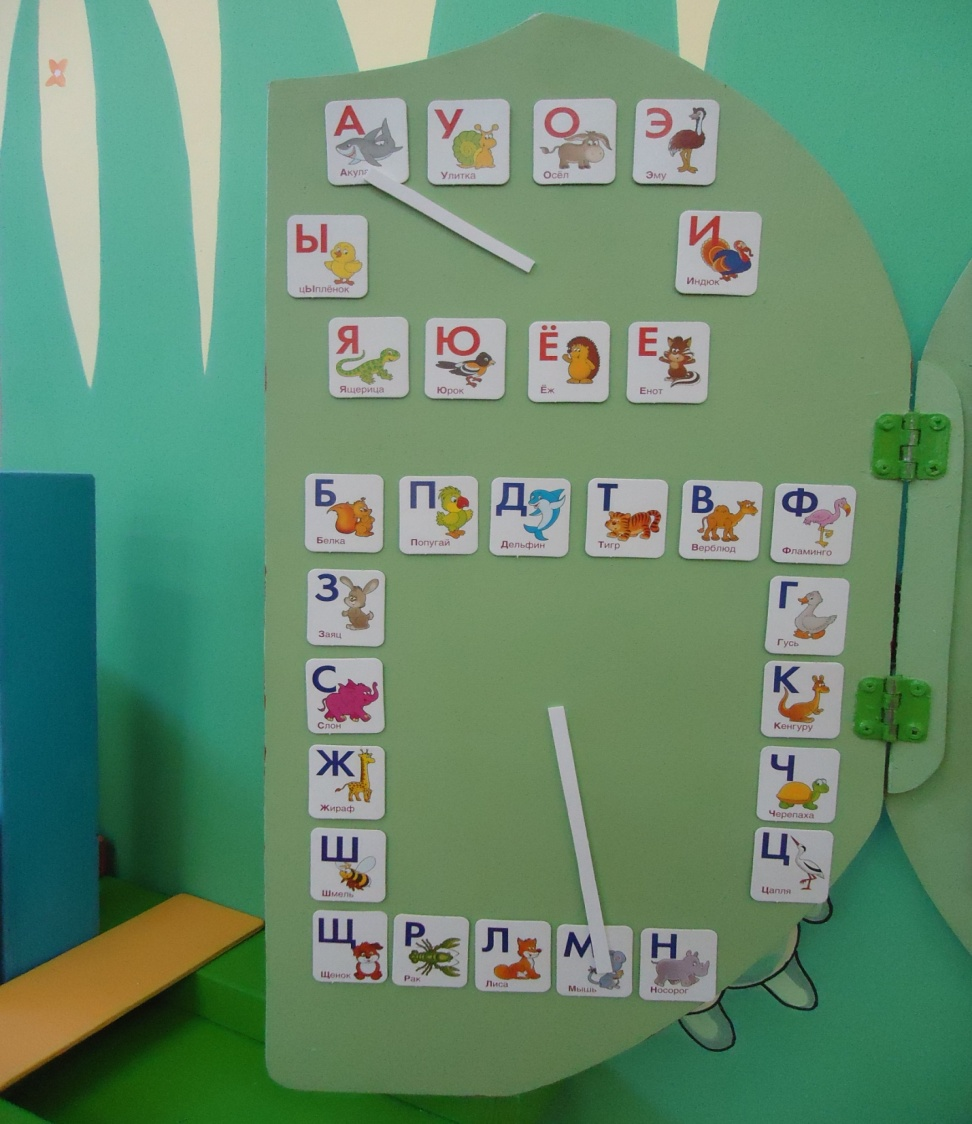 А
Акула
У
Улитка
О
Осёл
Э
Эму
Ы
цЫплёнок
И
Индюк
Я
Ящерица
Ю
Юрок
Ё
Ёж
Е
Енот
Б
Белка
П
Попугай
Д
Дельфин
Т
Тигр
В
Верблюд
Ф
Фламинго
З
Заяц
Г
Гусь
С
Слон
К
Кенгуру
Ж
Жираф
Ч
Черепаха
Ш
Шмель
Ц
Цапля
Щ
Щенок
Р
Рак
Л
Лиса
М
Мышь
Н
Носорог